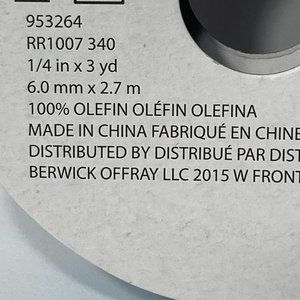 953264
RR1007 340
1/4 in x 3 yd
6.0 mm x 2.7 m
100% OLEFIN OLÉFIN OLEFINA
MADE IN CHINA FABRIQUÉ EN CHINE
DISTRIBUTED BY DISTRIBUÉ PAR DIST
BERWICK OFFRAY LLC 2015 W FRONT